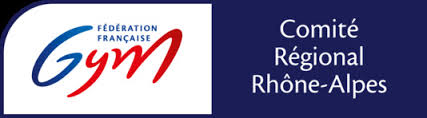 FÉDÉRATION
FRANÇAISE
Gym
Comité
Régional
Rhône-Alpes